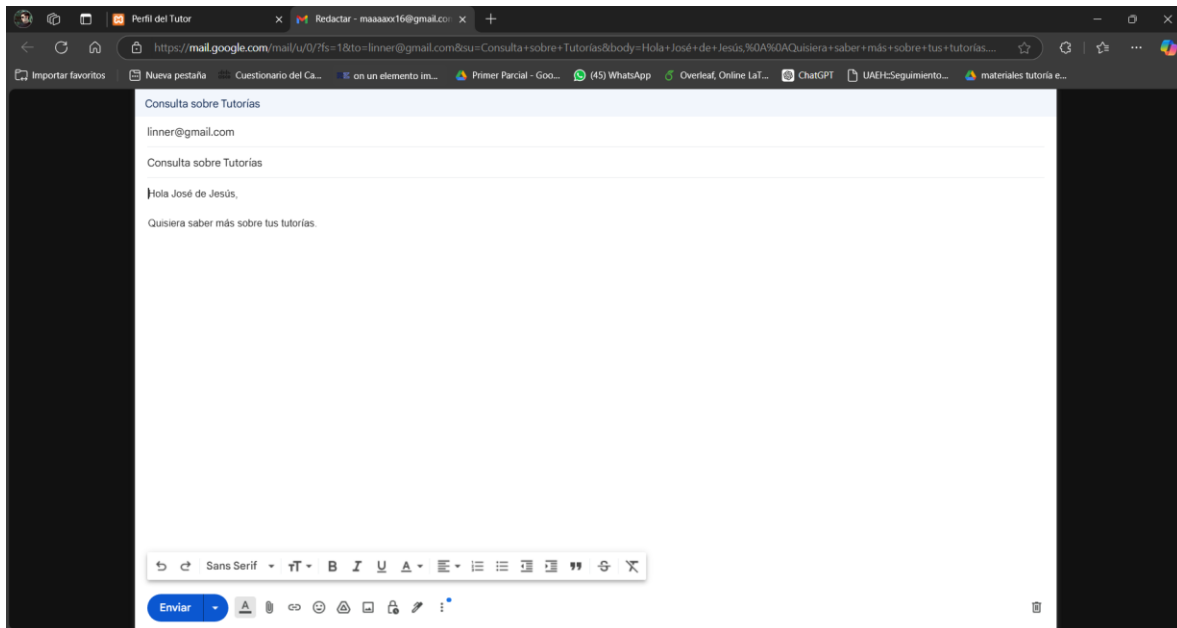 Perfil del Tutor
Redactar - maaaaxx16@gmail.co
https://mail.google.com/mail/u/0/?fs=1&to=linner@gmail.com&su=Consulta+sobre+Tutorías&body=Hola+José+de+Jesús,%0A%0AQuisiera+saber+más+sobre+tus+tutorías....
Importar favoritos
Nueva pestaña
Cuestionario del Ca...
on un elemento im...
Primer Parcial - Goo...
(45) WhatsApp
Overleaf, Online LaT...
ChatGPT
UAEH::Seguimiento...
materiales tutoría e...
Consulta sobre Tutorías
linner@gmail.com
Consulta sobre Tutorías
Hola José de Jesús,
Quisiera saber más sobre tus tutorías.
Sans Serif
Enviar